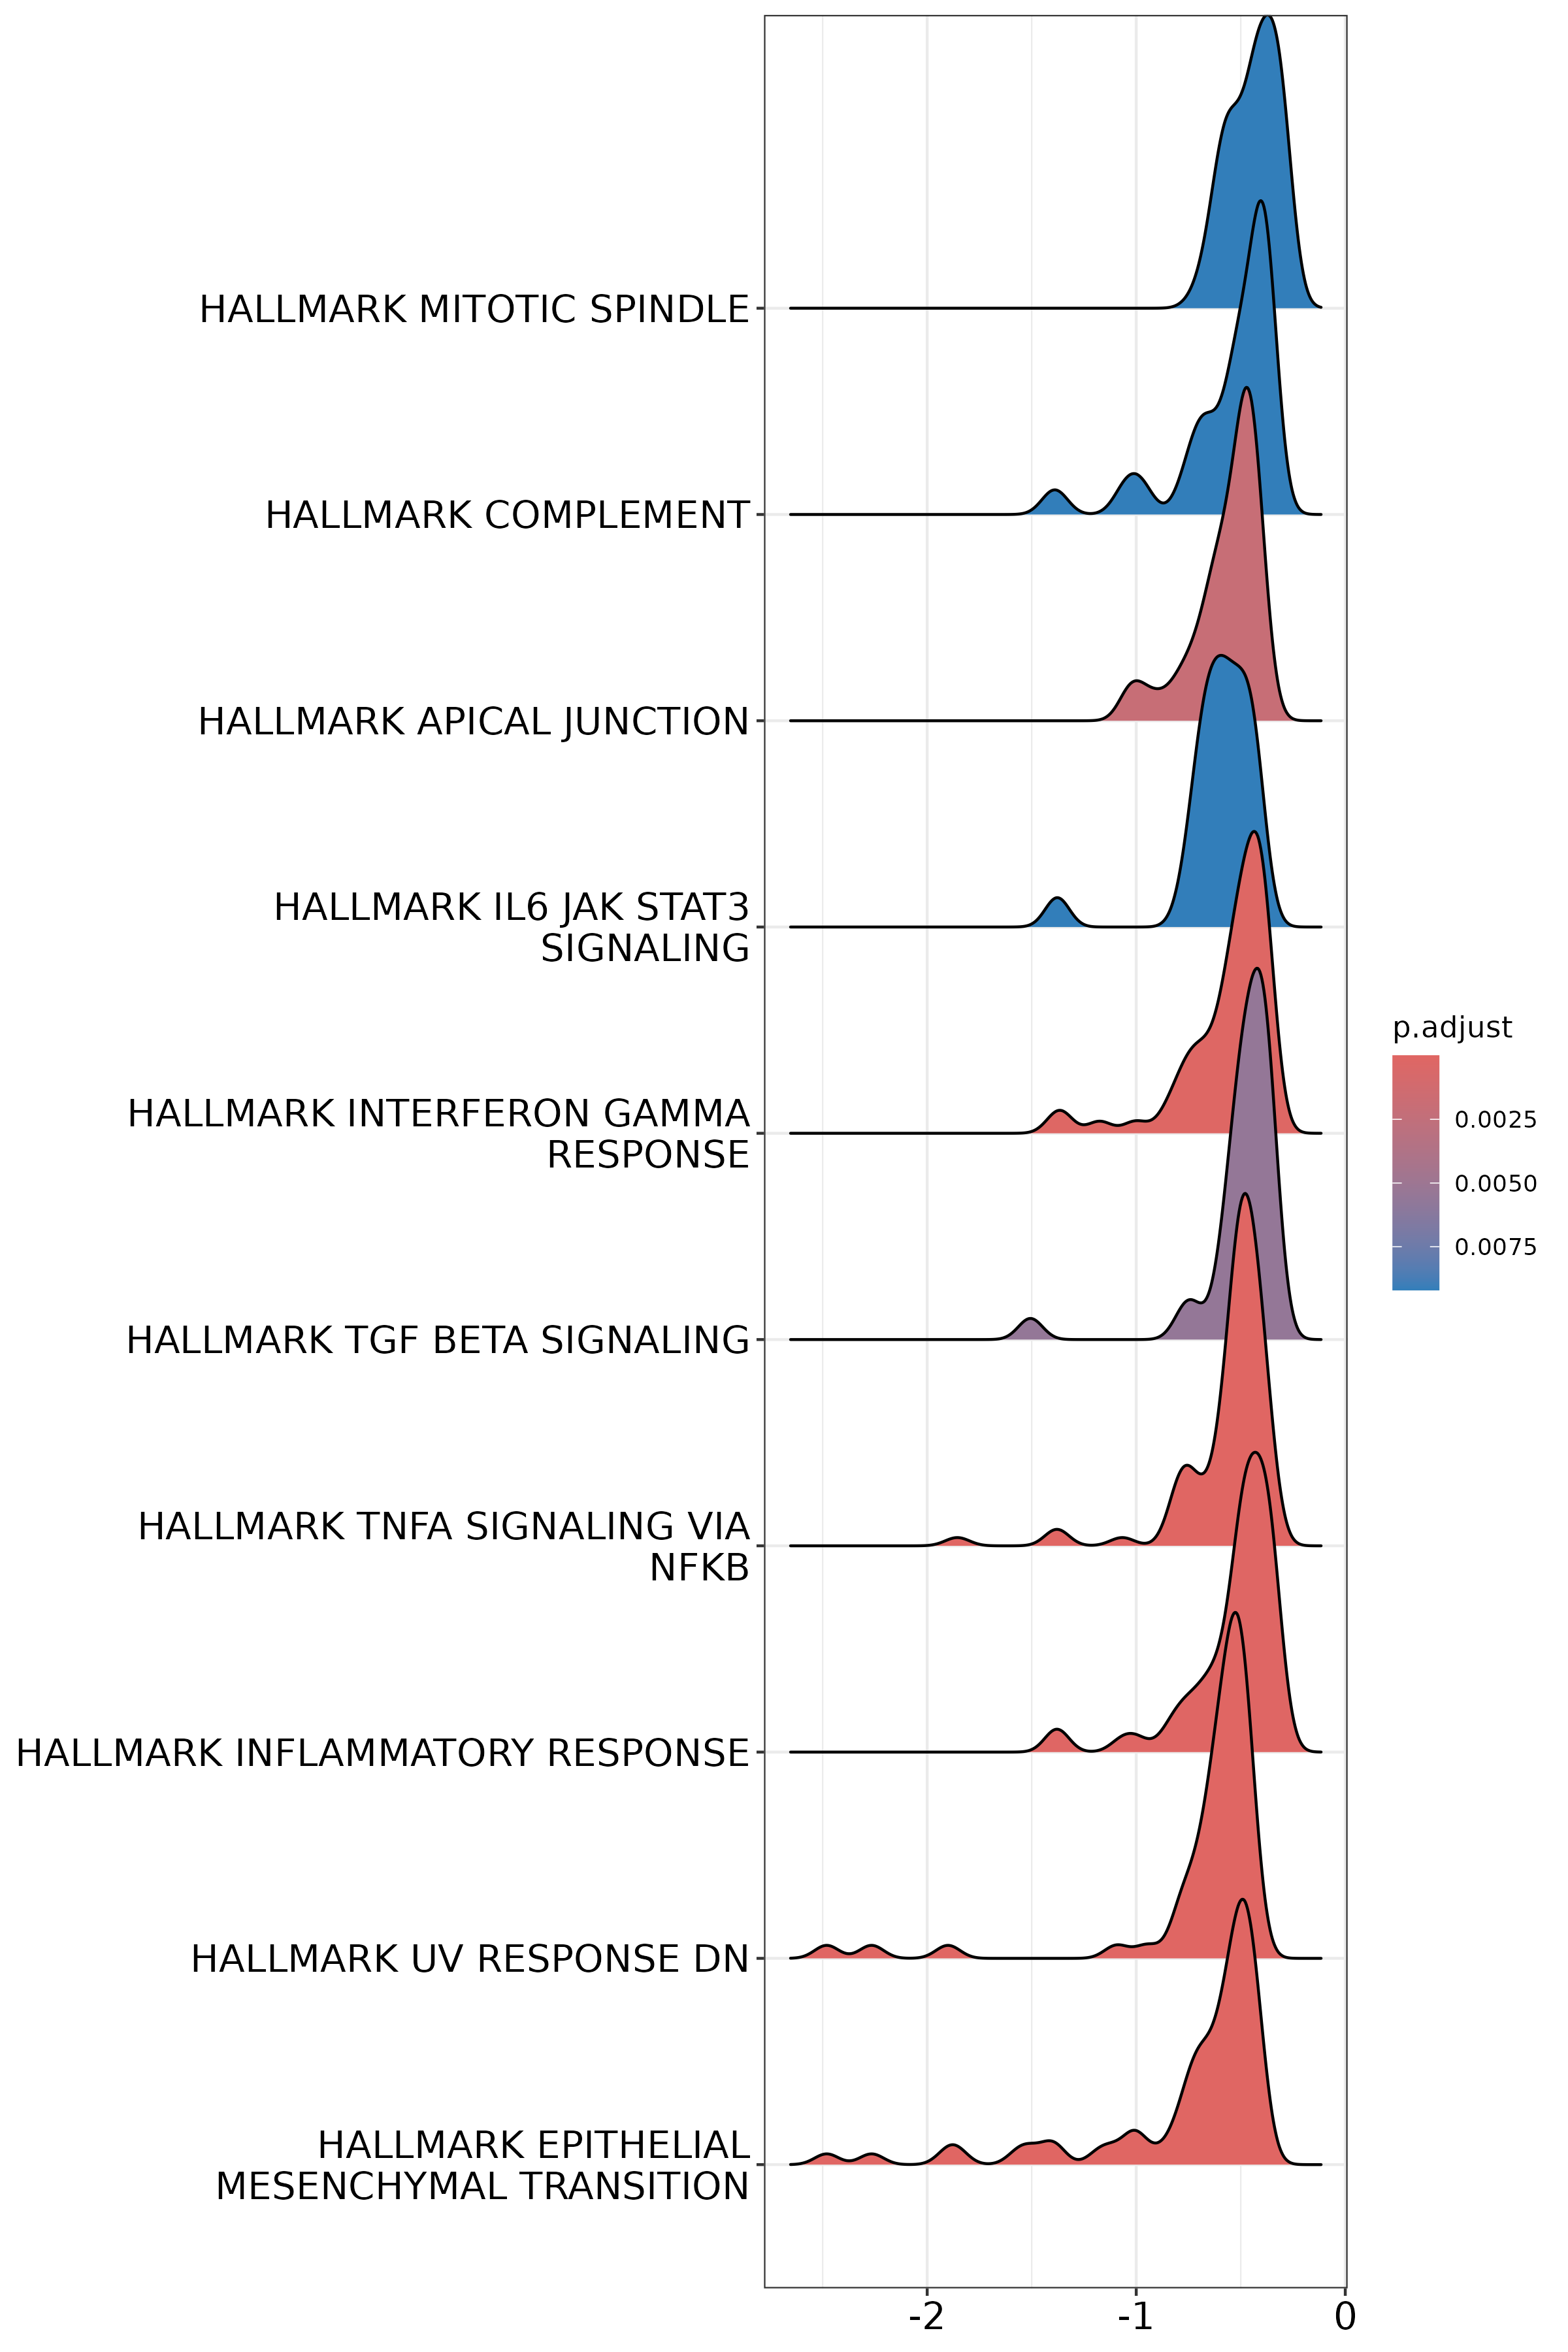 HALLMARK MITOTIC SPINDLE
HALLMARK COMPLEMENT
HALLMARK APICAL JUNCTION
HALLMARK IL6 JAK STAT3
SIGNALING
HALLMARK INTERFERON GAMMA
RESPONSE
HALLMARK TGF BETA SIGNALING
HALLMARK TNFA SIGNALING VIA
NFKB
HALLMARK INFLAMMATORY RESPONSE
HALLMARK UV RESPONSE DN
HALLMARK EPITHELIAL
MESENCHYMAL TRANSITION
-2 -1 0
p.adjust
0.0025
0.0050
0.0075